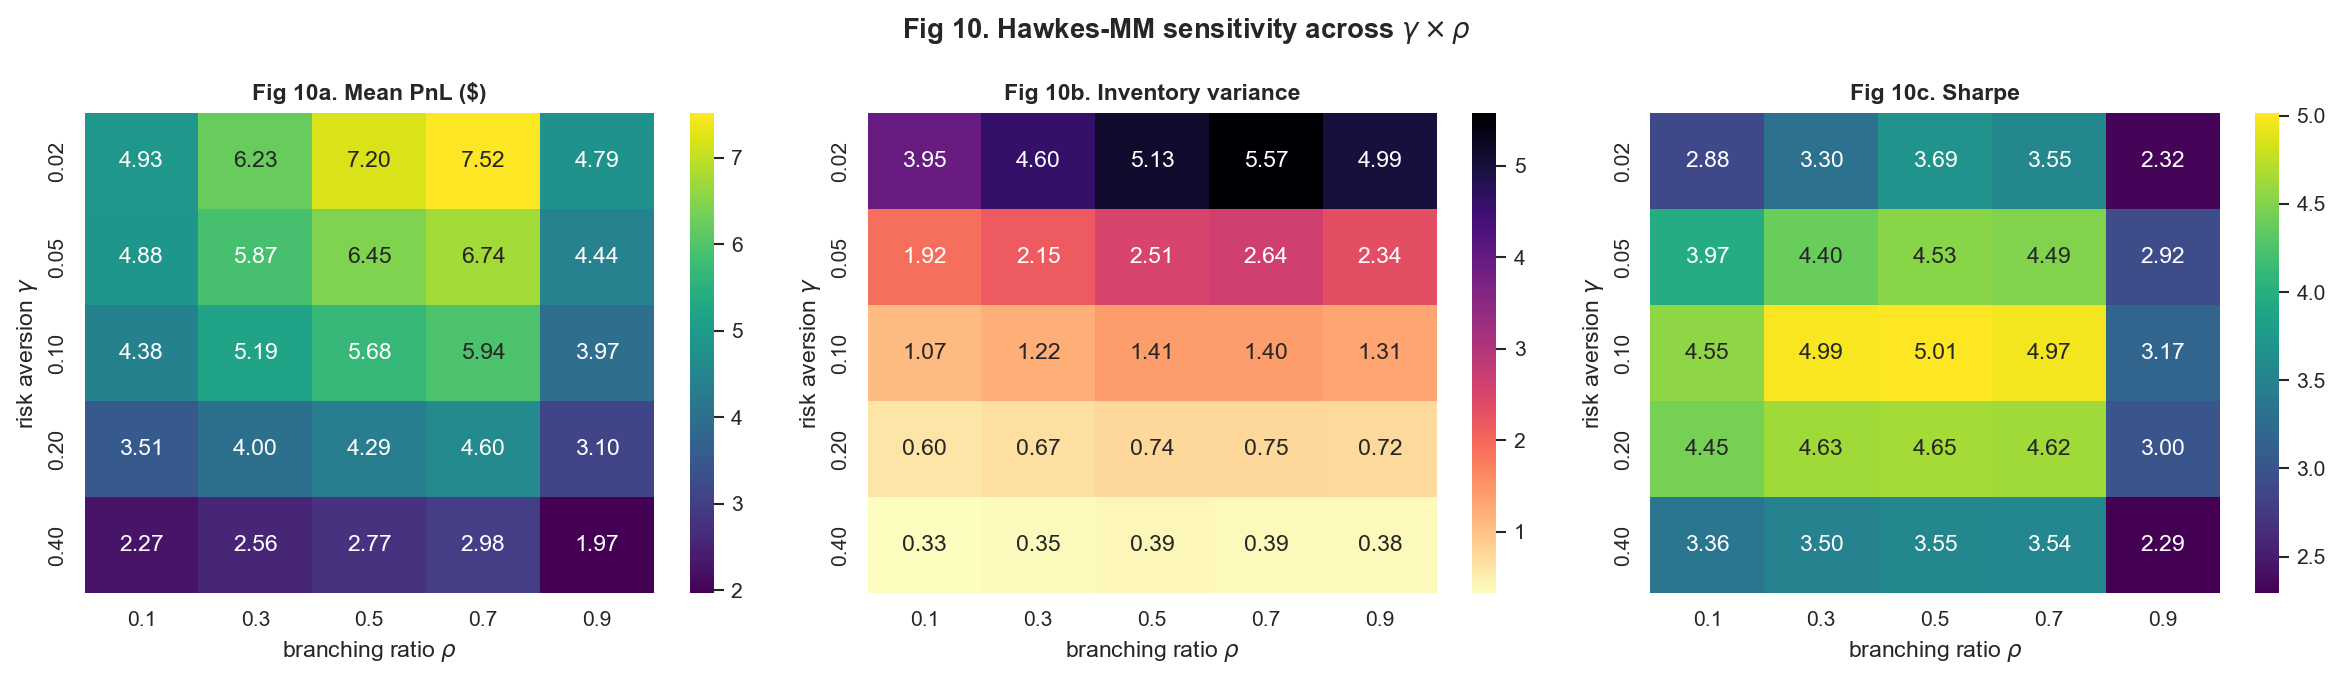 Fig 10. Hawkes-MM sensitivity across γ × ρ
Fig 10a. Mean PnL ($)
risk aversion γ
0.02 4.93 6.23 7.20 7.52 4.79
0.05 4.88 5.87 6.45 6.74 4.44
0.10 4.38 5.19 5.68 5.94 3.97
0.20 3.51 4.00 4.29 4.60 3.10
0.40 2.27 2.56 2.77 2.98 1.97
0.1 0.3 0.5 0.7 0.9
branching ratio ρ
7
6
5
4
3
2
Fig 10b. Inventory variance
risk aversion γ
0.02 3.95 4.60 5.13 5.57 4.99
0.05 1.92 2.15 2.51 2.64 2.34
0.10 1.07 1.22 1.41 1.40 1.31
0.20 0.60 0.67 0.74 0.75 0.72
0.40 0.33 0.35 0.39 0.39 0.38
0.1 0.3 0.5 0.7 0.9
branching ratio ρ
5
4
3
2
1
Fig 10c. Sharpe
risk aversion γ
0.02 2.88 3.30 3.69 3.55 2.32
0.05 3.97 4.40 4.53 4.49 2.92
0.10 4.55 4.99 5.01 4.97 3.17
0.20 4.45 4.63 4.65 4.62 3.00
0.40 3.36 3.50 3.55 3.54 2.29
0.1 0.3 0.5 0.7 0.9
branching ratio ρ
5.0
4.5
4.0
3.5
3.0
2.5